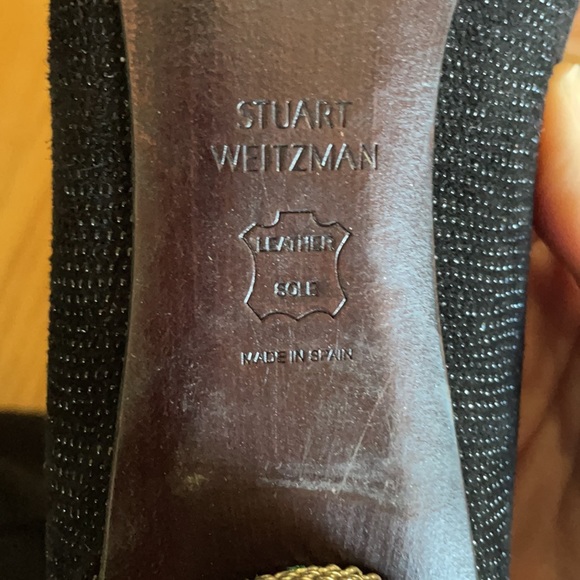 STUART
WEITZMAN
LEATHER
SOLE
MADE IN SPAIN